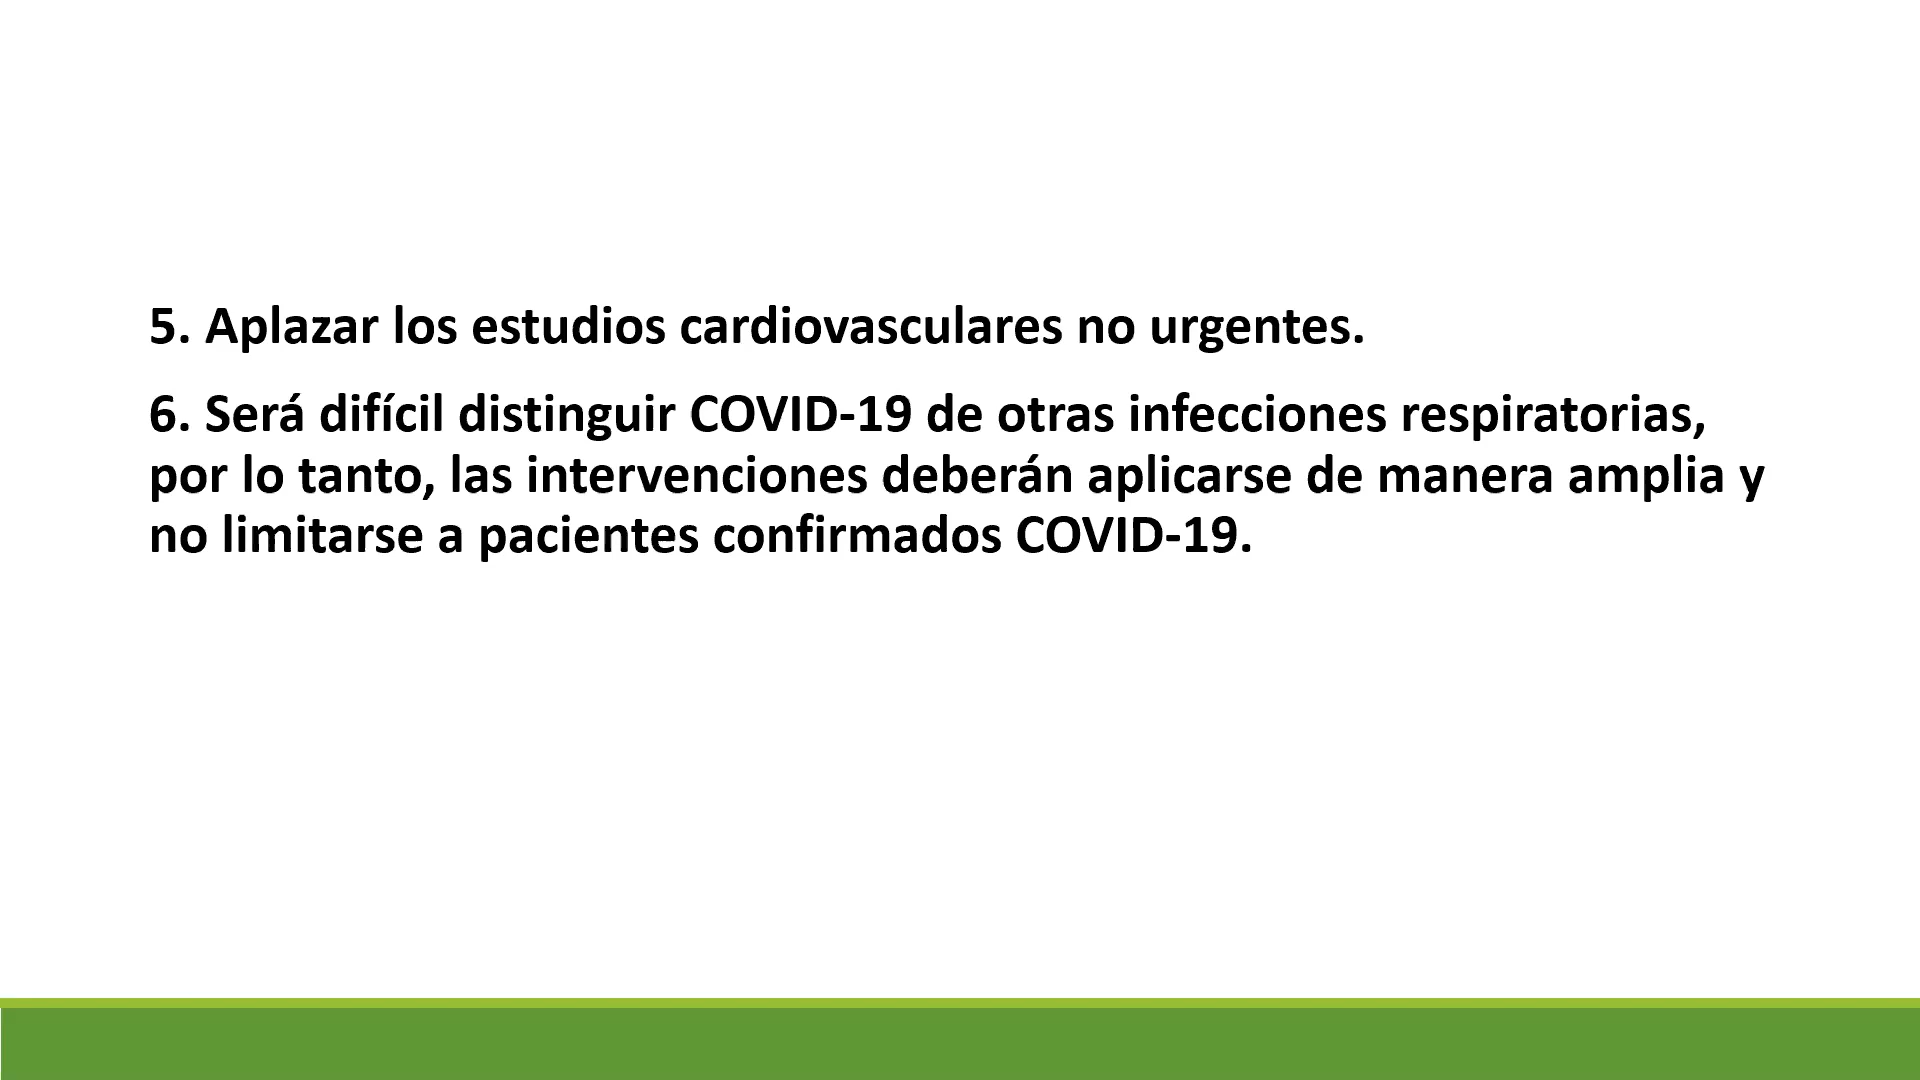 5. Aplazar los estudios cardiovasculares no urgentes.
6. Será difícil distinguir COVID-19 de otras infecciones respiratorias,
por lo tanto, las intervenciones deberán aplicarse de manera amplia y
no limitarse a pacientes confirmados COVID-19.